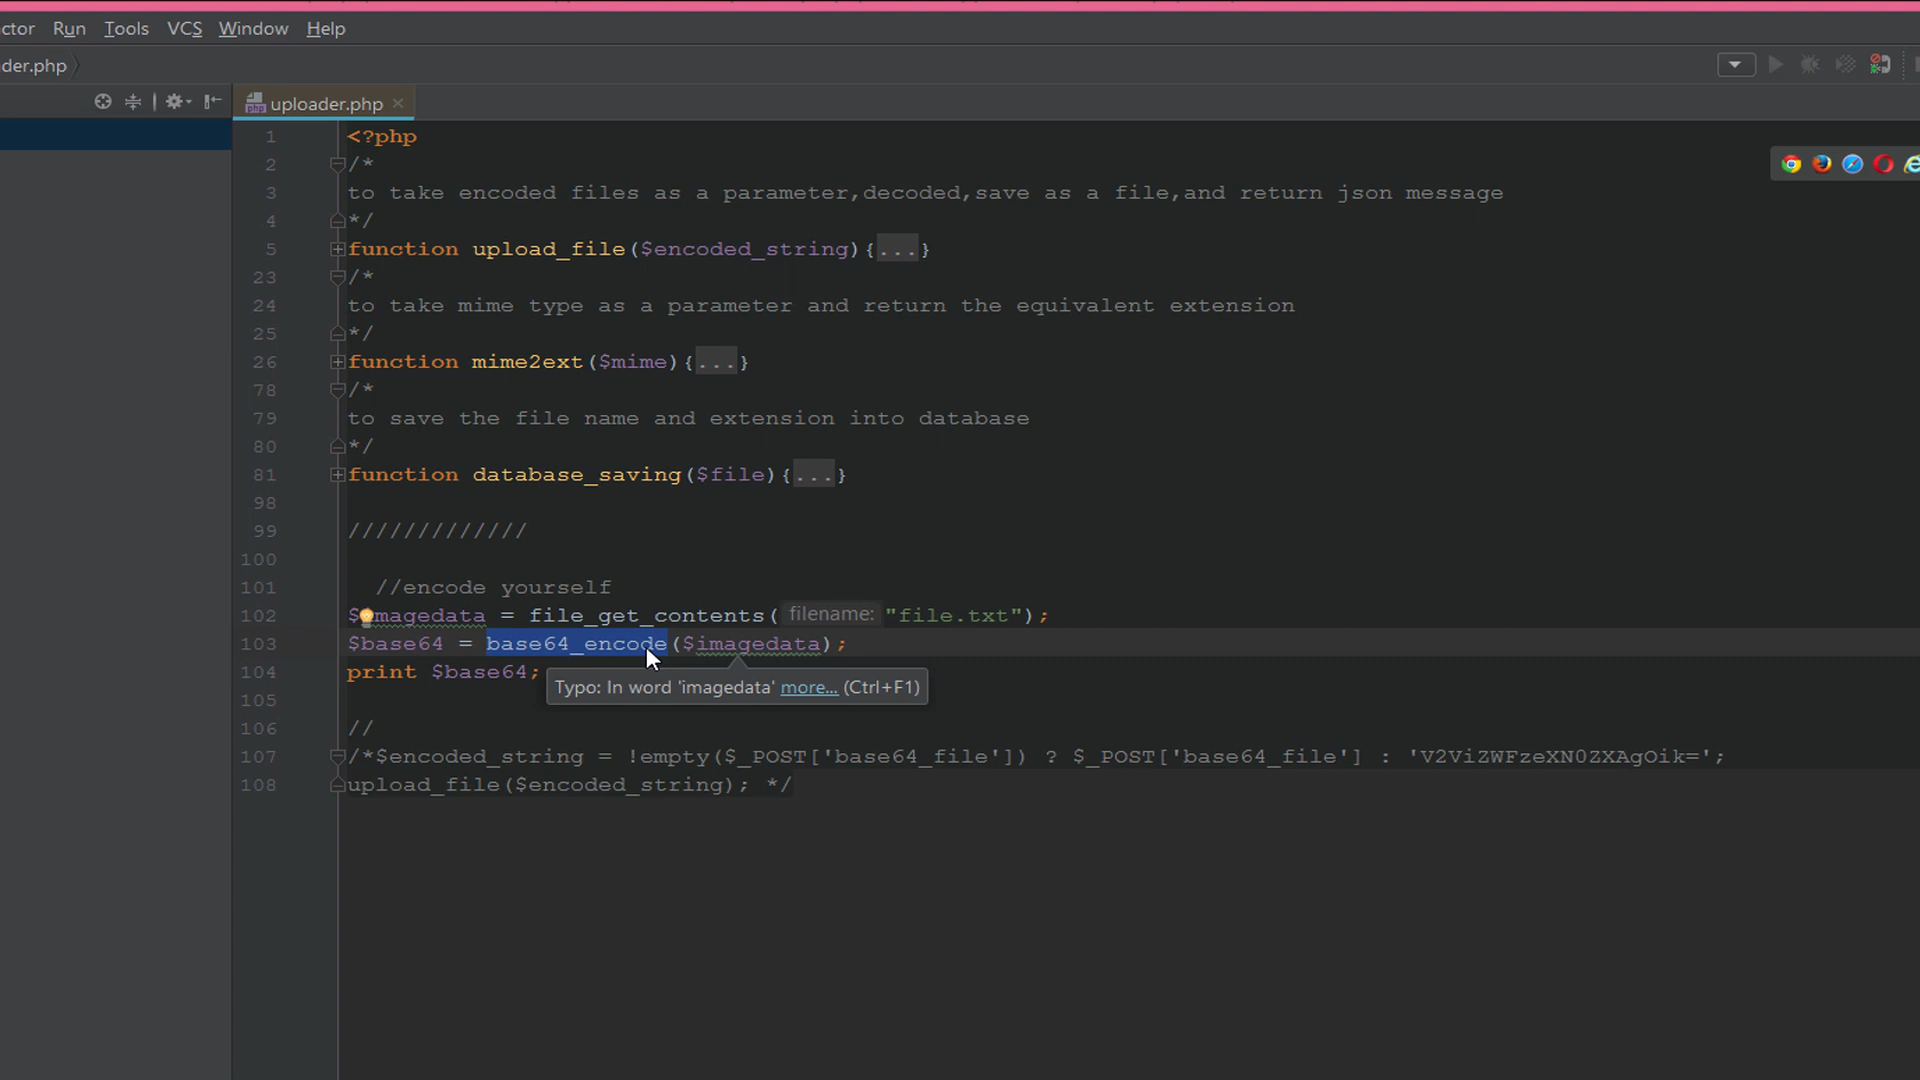 ctor Run Tools VCS Window Help
der.php
uploader.php
1 <?php
2 /*
3 to take encoded files as a parameter,decoded,save as a file,and return json message
4 */
5 function upload_file($encoded_string){...}
23 /*
24 to take mime type as a parameter and return the equivalent extension
25 */
26 function mime2ext($mime){...}
78 /*
79 to save the file name and extension into database
80 */
81 function database_saving($file){...}
98
99 /////////////
100
101 //encode yourself
102 $imagedata = file_get_contents( filename: "file.txt");
103 $base64 = base64_encode($imagedata);
104 print $base64;
Typo: In word 'imagedata' more... (Ctrl+F1)
105
106 //
107 /*$encoded_string = !empty($_POST['base64_file']) ? $_POST['base64_file'] : 'V2ViZWFzeXN0ZXAgOik=';
108 upload_file($encoded_string); */